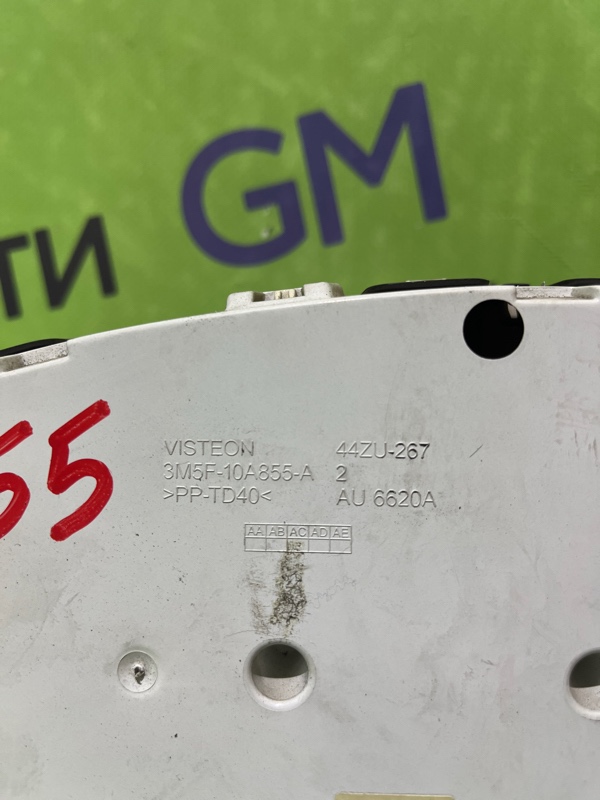 GM
ТИ
55
VISTEON 44ZU-267
3M5F-10A855-A 2
>PP-TD40< AU 6620A
AA AB AC AD AE